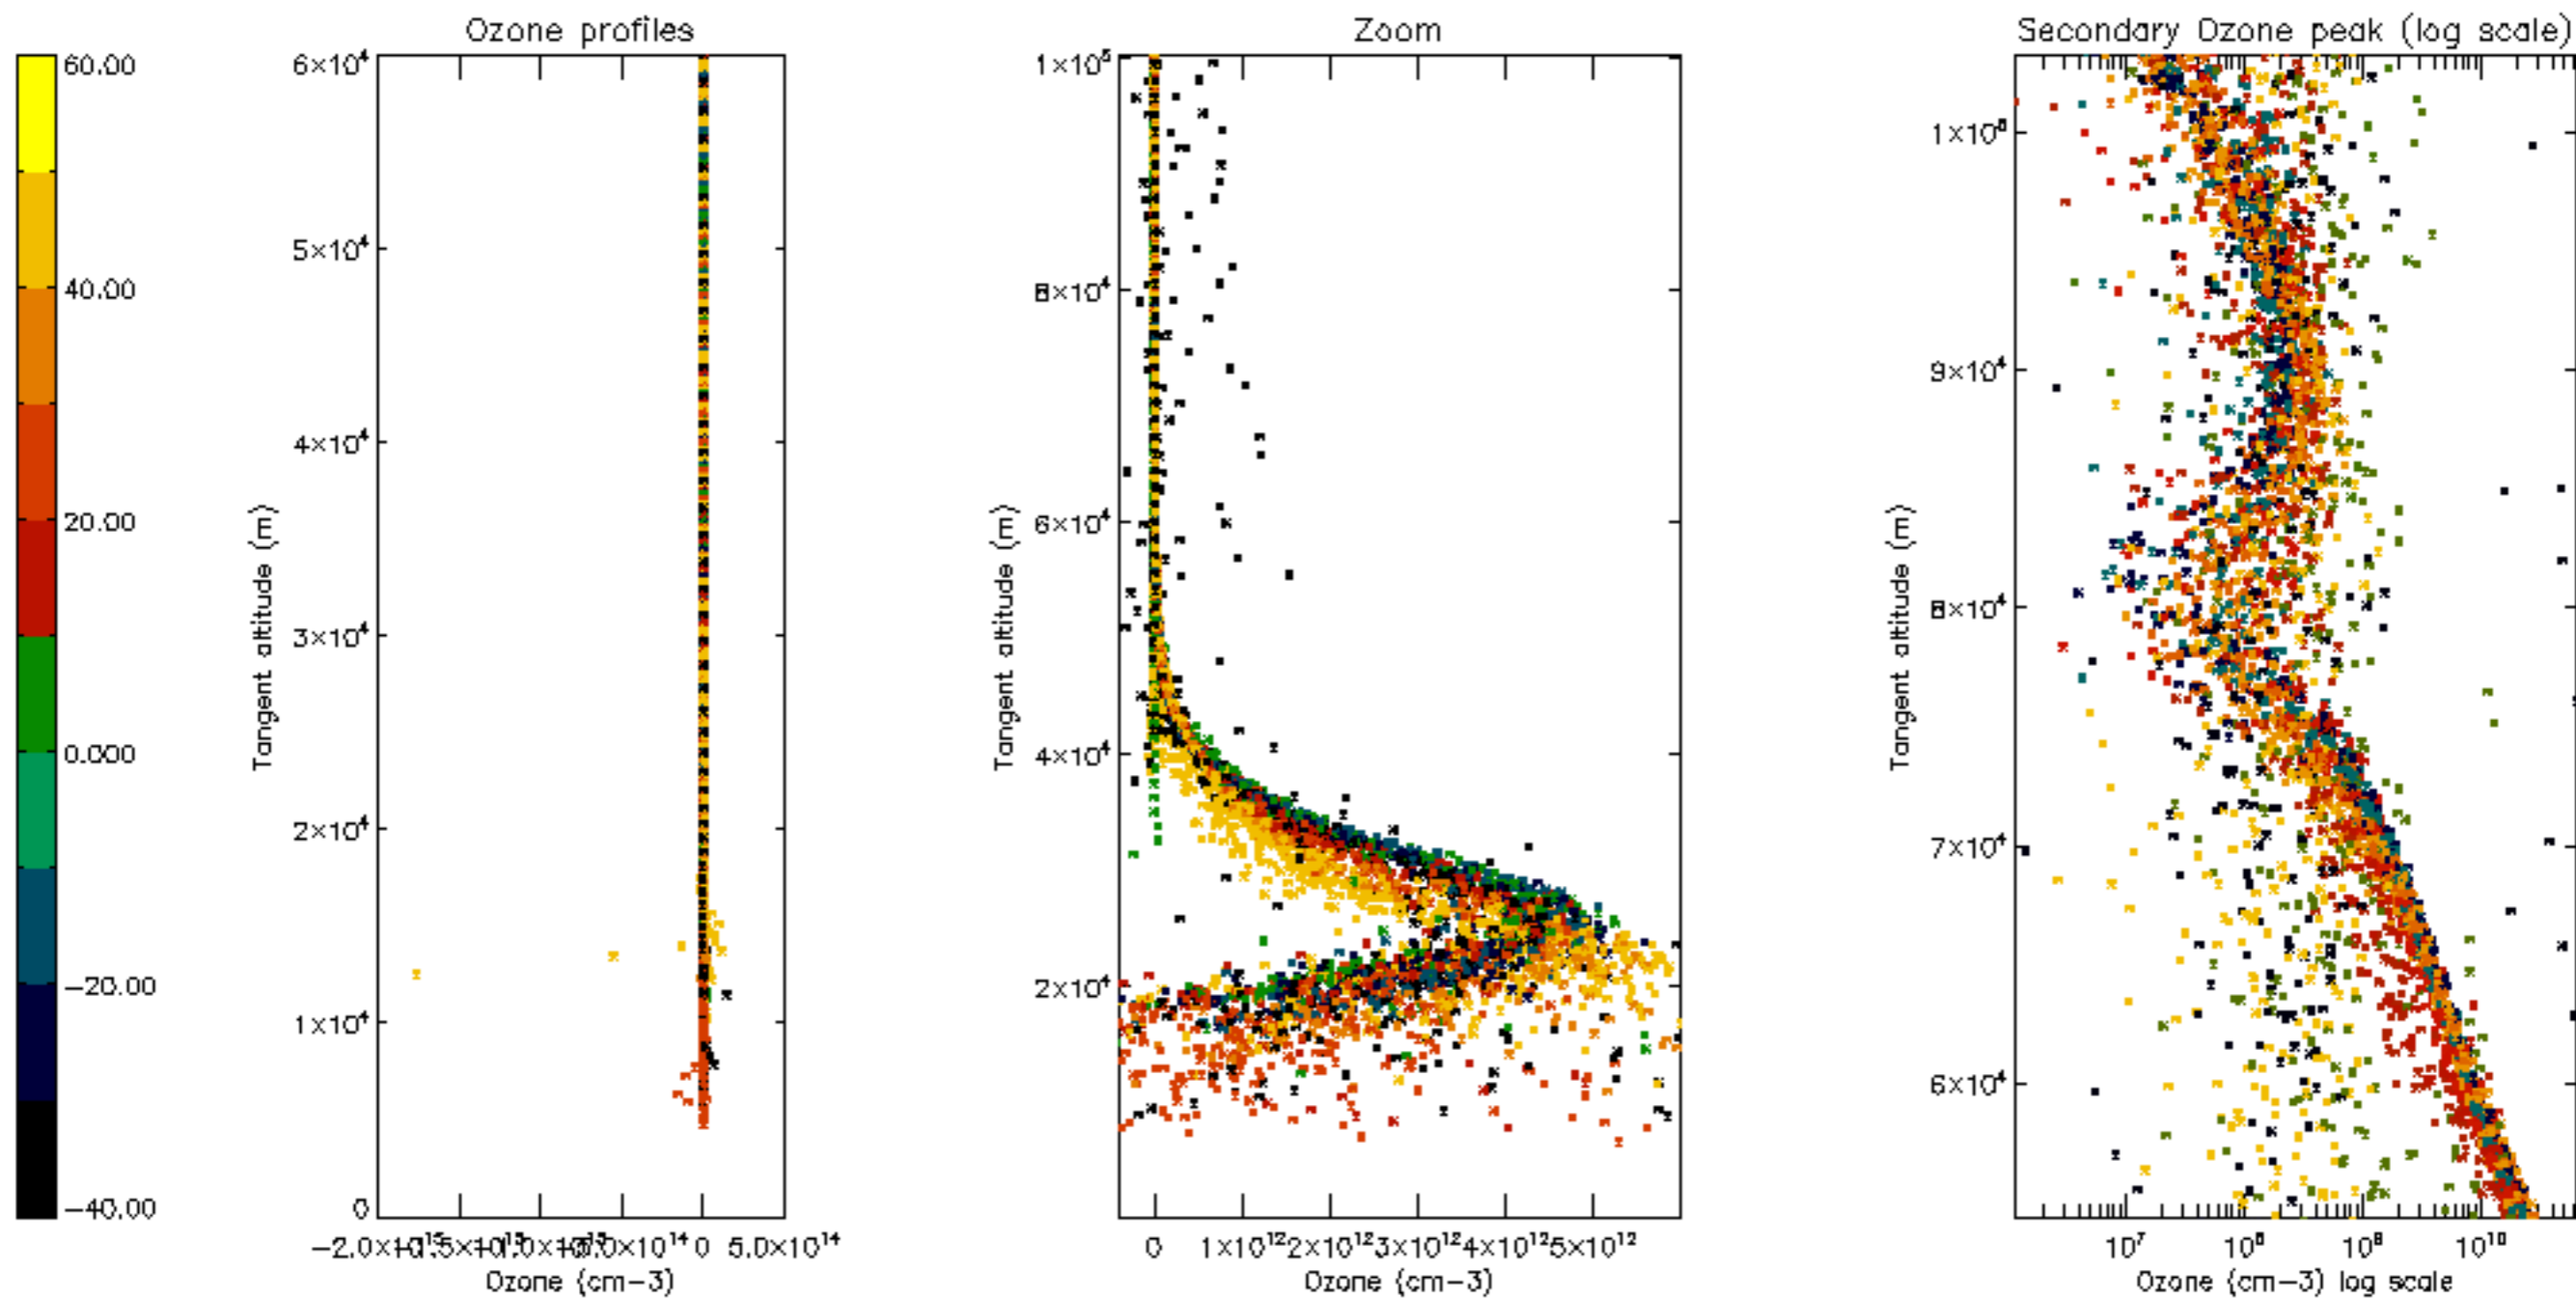 Ozone profiles
Zoom
Secondary Ozone peak (log scale)
60.00
40.00
20.00
0.000
−20.00
−40.00
Tangent altitude (m)
6×10⁴
5×10⁴
4×10⁴
3×10⁴
2×10⁴
1×10⁴
0
0 5.0×10¹⁴
Ozone (cm−3)
Tangent altitude (m)
1×10⁵
8×10⁴
6×10⁴
4×10⁴
2×10⁴
0 1×10¹² 2×10¹² 3×10¹² 4×10¹² 5×10¹²
Ozone (cm−3)
Tangent altitude (m)
9×10⁴
8×10⁴
7×10⁴
6×10⁴
10⁷ 10⁸ 10⁹ 10¹⁰
Ozone (cm−3) log scale